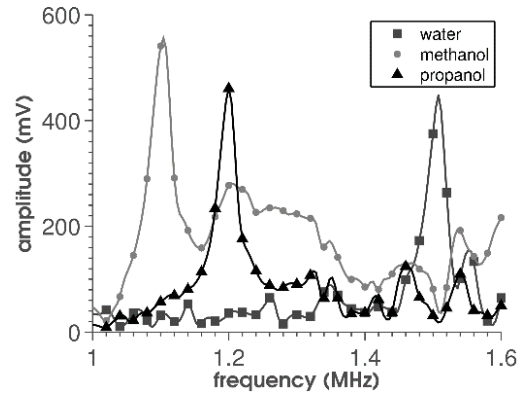 600
400
200
0
amplitude (mV)
1
1.2
1.4
1.6
frequency (MHz)
water
methanol
propanol